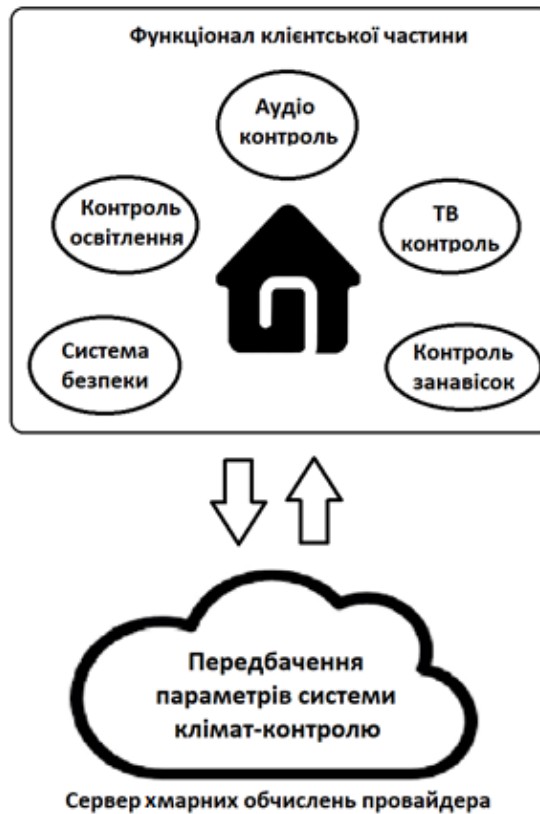 Функціонал клієнтської частини
Аудіо
контроль
Контроль
освітлення
ТВ
контроль
Система
безпеки
Контроль
занавісок
Передбачення
параметрів системи
клімат-контролю
Сервер хмарних обчислень провайдера